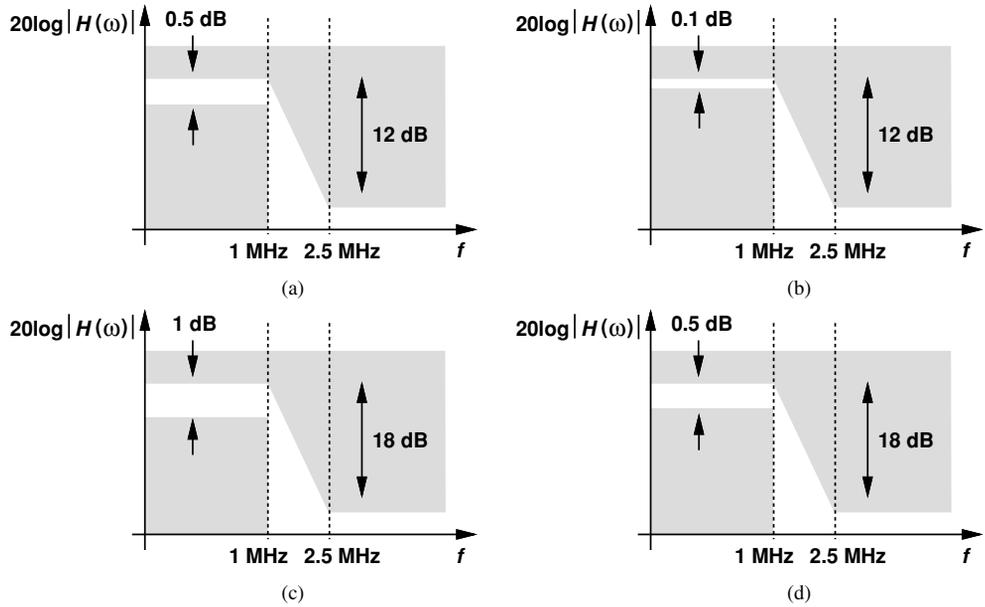 20log|H(ω)|
0.5 dB
12 dB
1 MHz
2.5 MHz
f
(a)
20log|H(ω)|
0.1 dB
12 dB
1 MHz
2.5 MHz
f
(b)
20log|H(ω)|
1 dB
18 dB
1 MHz
2.5 MHz
f
(c)
20log|H(ω)|
0.5 dB
18 dB
1 MHz
2.5 MHz
f
(d)